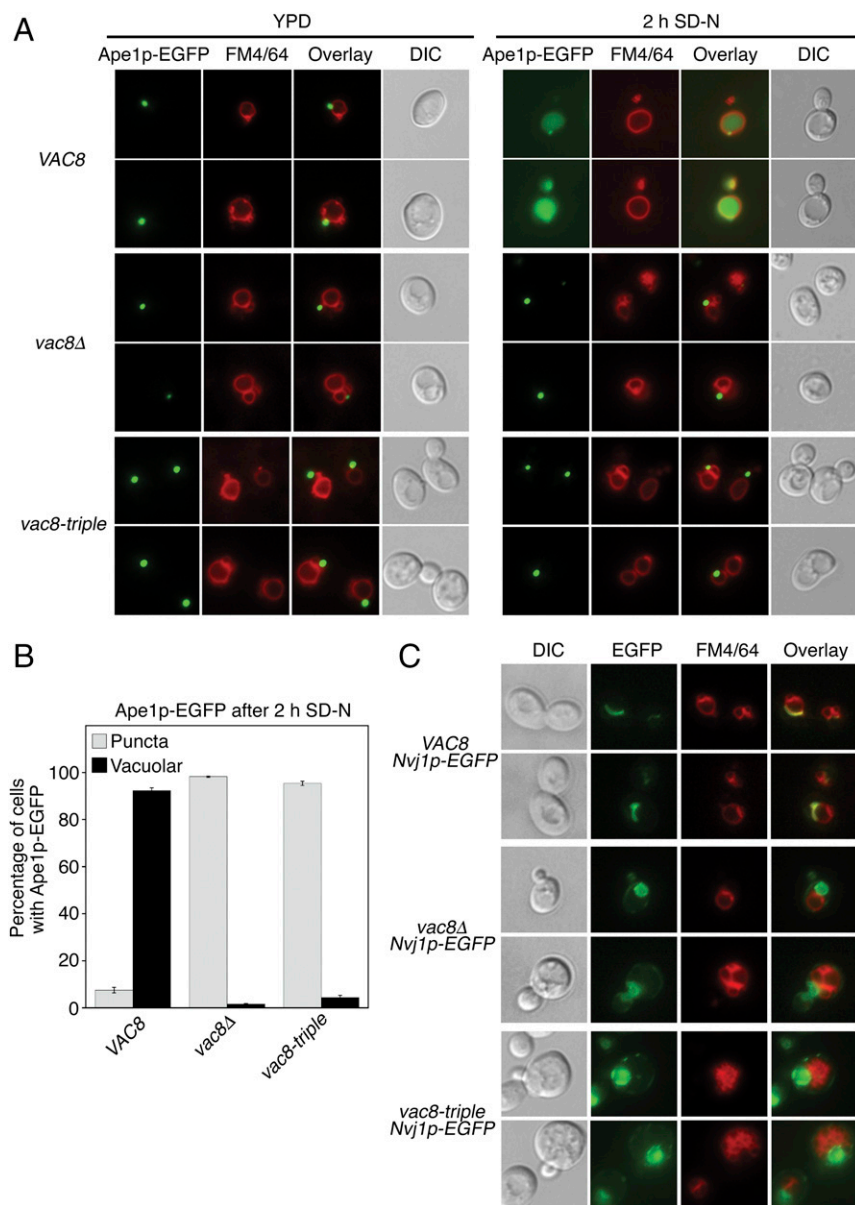 A
YPD
2 h SD-N
Ape1p-EGFP FM4/64 Overlay DIC
Ape1p-EGFP FM4/64 Overlay DIC
VAC8
vac8Δ
vac8-triple
B
Ape1p-EGFP after 2 h SD-N
Puncta
Vacuolar
Percentage of cells
with Ape1p-EGFP
100
80
60
40
20
0
VAC8
vac8Δ
vac8-triple
C
DIC EGFP FM4/64 Overlay
VAC8
Nvj1p-EGFP
vac8Δ
Nvj1p-EGFP
vac8-triple
Nvj1p-EGFP